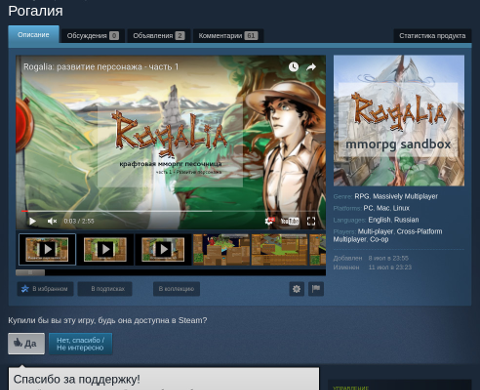 Рогалия
Описание
Обсуждения 0
Объявления 2
Комментарии 61
Статистика продукта
Rogalia: развитие персонажа - часть 1
Rogalia
крафтовая mmorpg песочница
часть 1 - Развитие персонажа
0:03 / 2:55
YouTube
Rogalia
mmorpg sandbox
Genre: RPG, Massively Multiplayer
Platforms: PC, Mac, Linux
Languages: English, Russian
Players: Multi-player, Cross-Platform
Multiplayer, Co-op
Добавлен 8 июл в 23:55
Изменен 11 июл в 23:23
В избранном
В подписках
В коллекцию
Купили бы вы эту игру, будь она доступна в Steam?
Да
Нет, спасибо /
Не интересно
Спасибо за поддержку!
УПРАВЛЕНИЕ